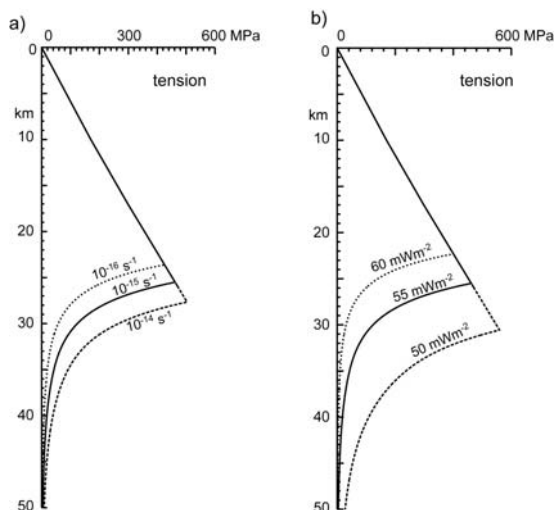 a)
0 300 600 MPa
0
tension
km
10
20
10⁻¹⁶ s⁻¹
10⁻¹⁵ s⁻¹
10⁻¹⁴ s⁻¹
30
40
50
b)
0 600 MPa
0
tension
km
10
20
60 mWm⁻²
55 mWm⁻²
50 mWm⁻²
30
40
50